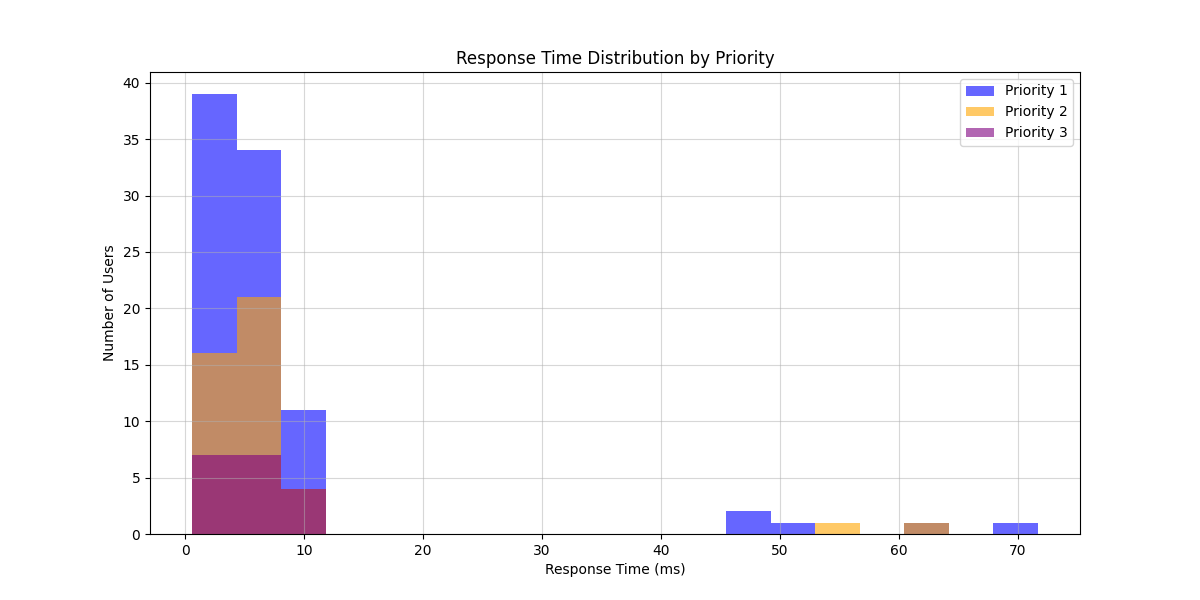 Response Time Distribution by Priority
Number of Users
40
35
30
25
20
15
10
5
0
Priority 1
Priority 2
Priority 3
0 10 20 30 40 50 60 70
Response Time (ms)